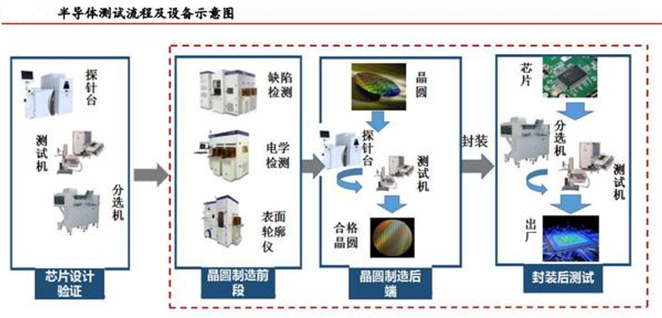 半导体测试流程及设备示意图
探针台
测试机
分选机
芯片设计
验证
缺陷
检测
电学
检测
表面
轮廓
仪
晶圆制造前
段
晶圆
探针台
测试机
合格
晶圆
晶圆制造后
端
封装
芯片
分选机
测试机
出厂
封装后测试